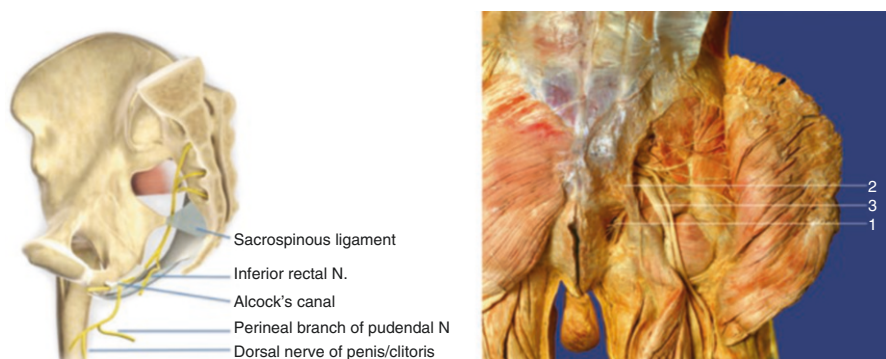 Sacrospinous ligament
Inferior rectal N.
Alcock's canal
Perineal branch of pudendal N
Dorsal nerve of penis/clitoris
2
3
1